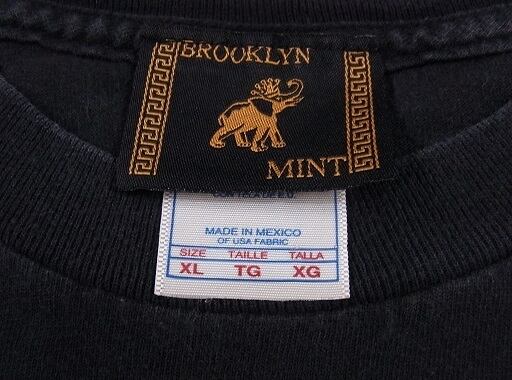 BROOKLYN
MINT
MADE IN MEXICO
OF USA FABRIC
SIZE TAILLE TALLA
XL TG XG